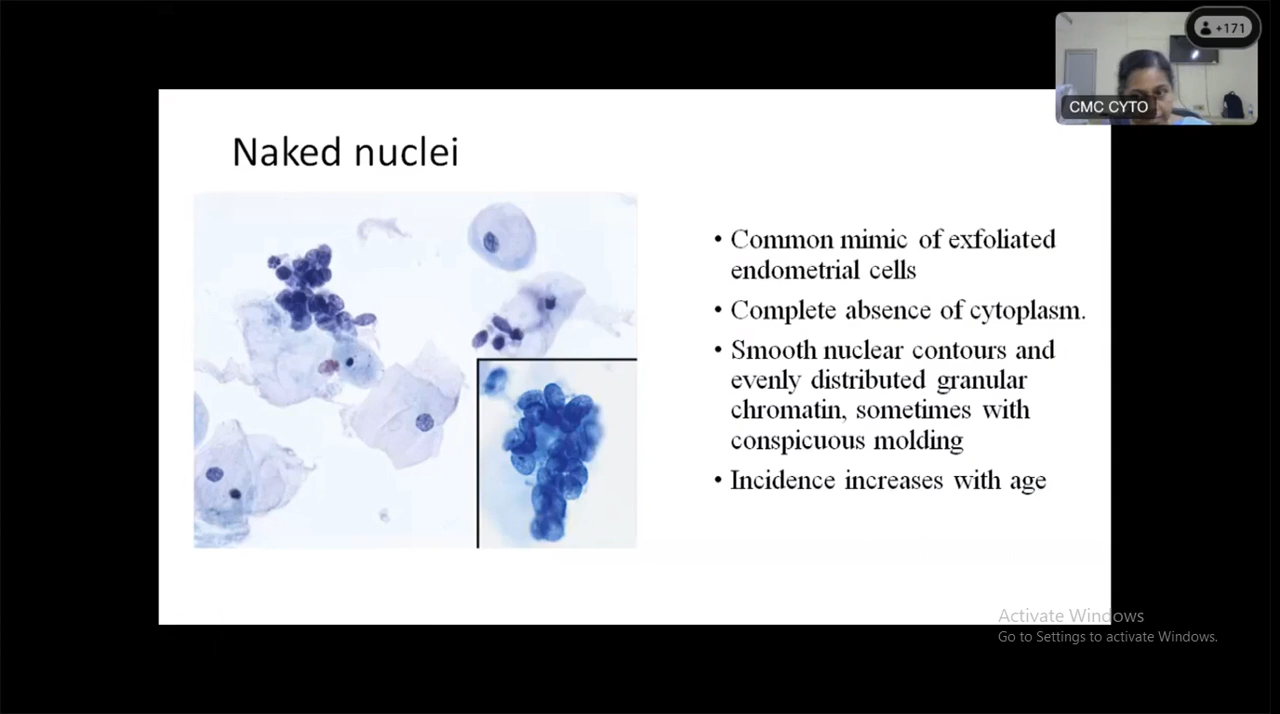 +171
CMC CYTO
Naked nuclei
• Common mimic of exfoliated
endometrial cells
• Complete absence of cytoplasm.
• Smooth nuclear contours and
evenly distributed granular
chromatin, sometimes with
conspicuous molding
• Incidence increases with age
Activate Windows
Go to Settings to activate Windows.